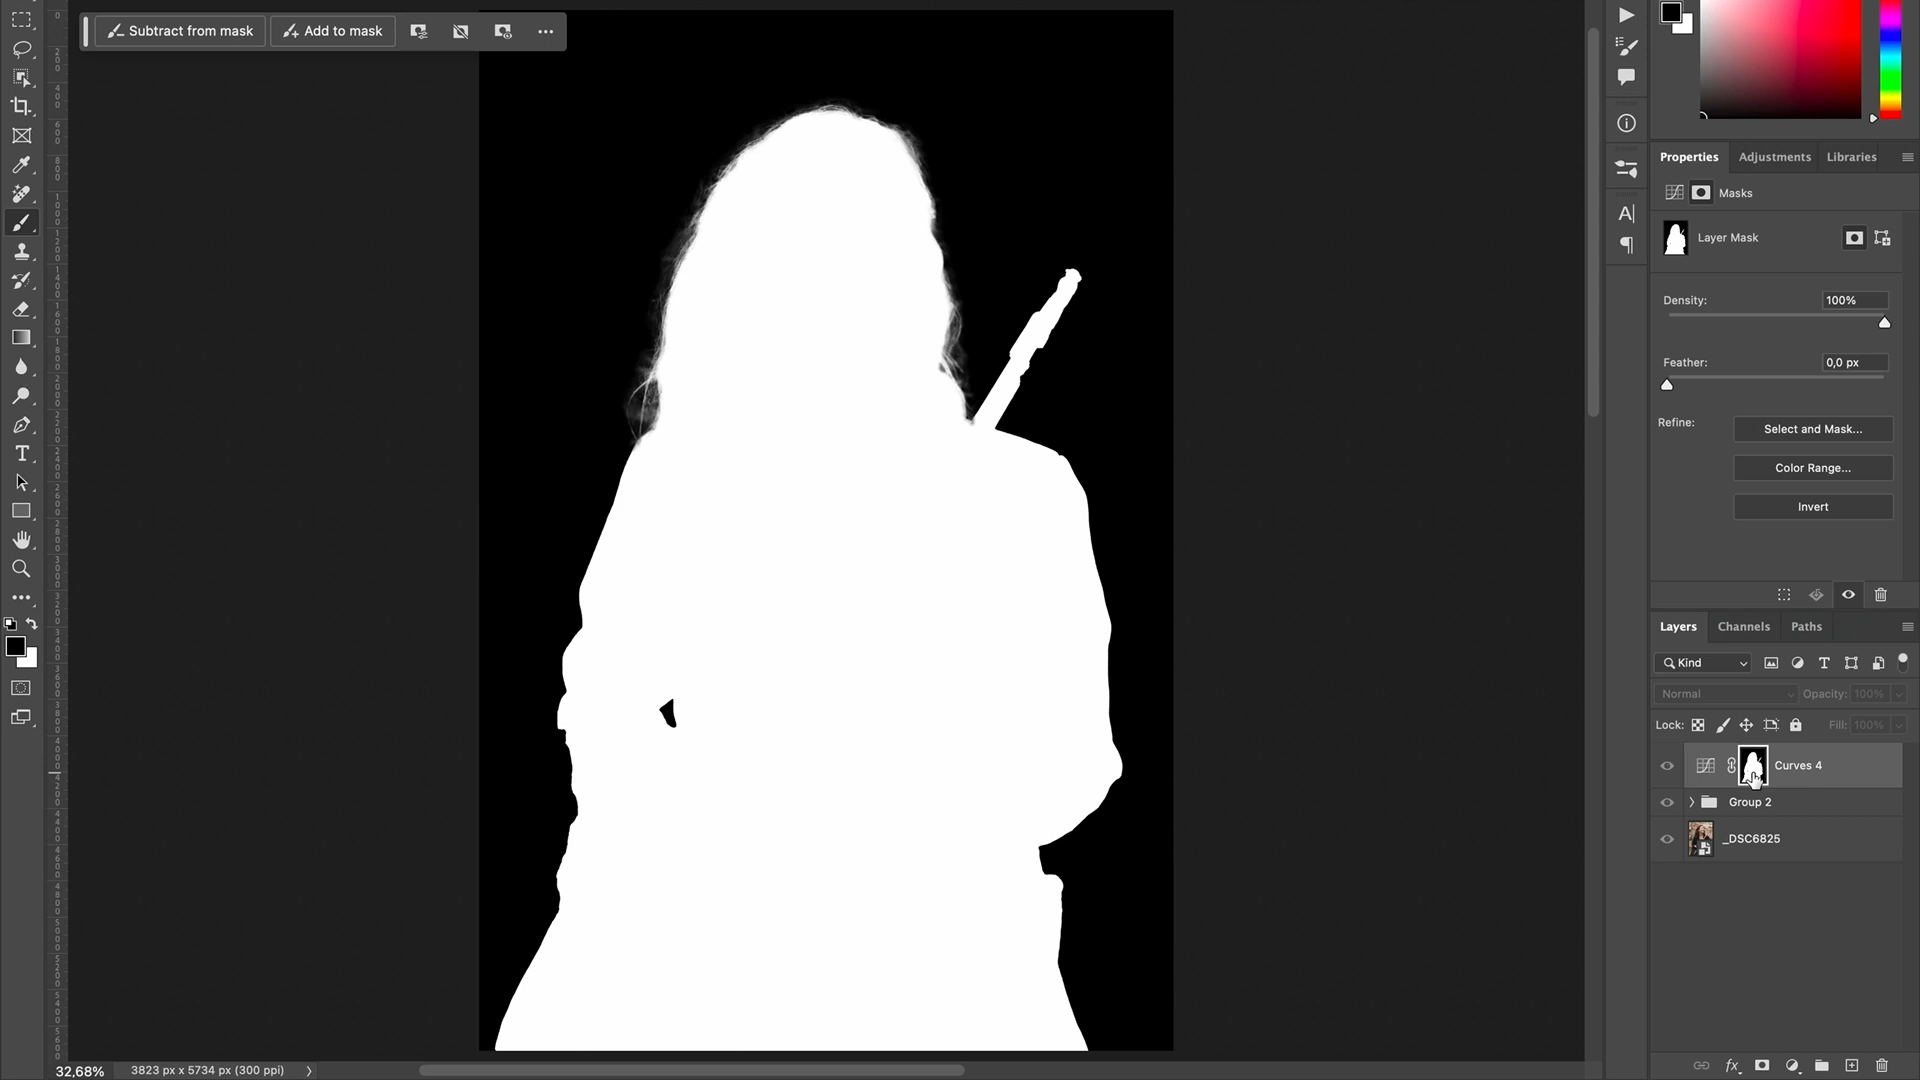 Subtract from mask
Add to mask
Properties
Adjustments
Libraries
Masks
Layer Mask
Density:
100%
Feather:
0,0 px
Refine:
Select and Mask...
Color Range...
Invert
Layers
Channels
Paths
Kind
Normal
Opacity: 100%
Lock:
Fill: 100%
Curves 4
Group 2
_DSC6825
fx
32,68%
3823 px x 5734 px (300 ppi)